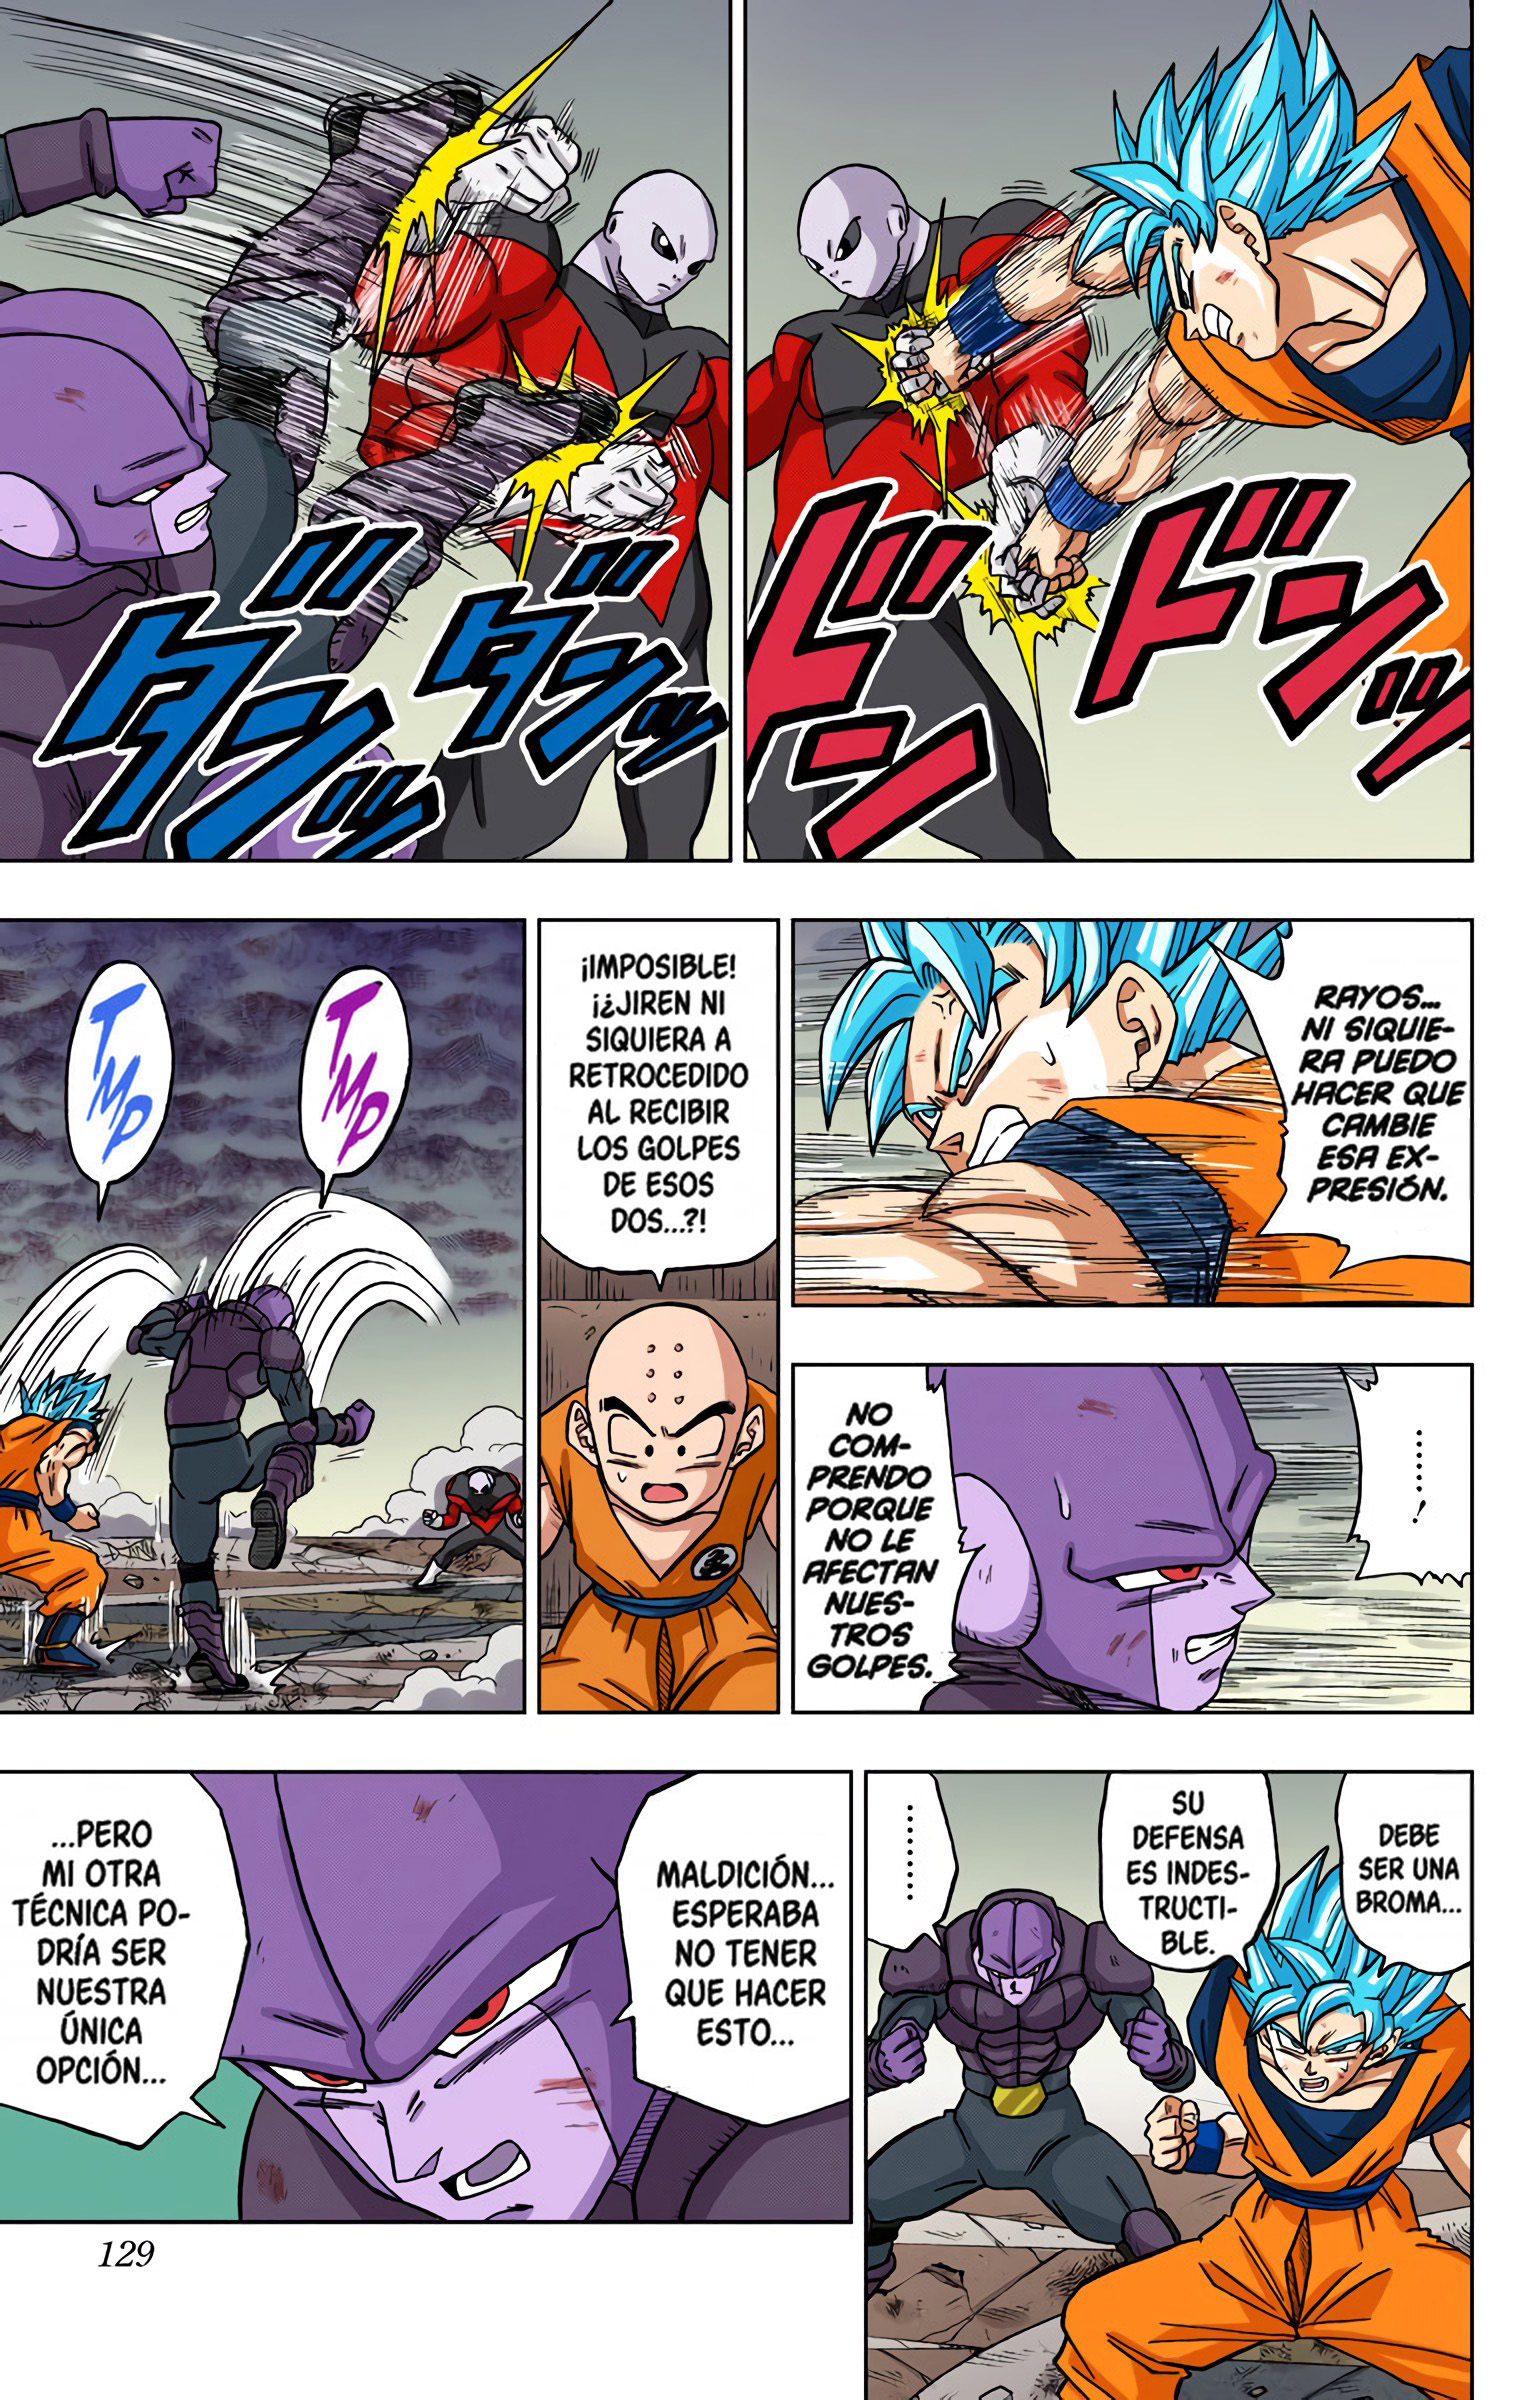 ドンッ
ドンッ
ダンッ
ダンッ
RAYOS...
NI SIQUIE-
RA PUEDO
HACER QUE
CAMBIE
ESA EX-
PRESIÓN.
.......!
NO
COM-
PRENDO
PORQUE
NO LE
AFECTAN
NUES-
TROS
GOLPES.
¡IMPOSIBLE!
¡¿JIREN NI
SIQUIERA A
RETROCEDIDO
AL RECIBIR
LOS GOLPES
DE ESOS
DOS...?!
TMP
TMP
DEBE
SER UNA
BROMA...
SU
DEFENSA
ES INDES-
TRUCTI-
BLE.
.........
MALDICIÓN...
ESPERABA
NO TENER
QUE HACER
ESTO...
...PERO
MI OTRA
TÉCNICA PO-
DRÍA SER
NUESTRA
ÚNICA
OPCIÓN...
129